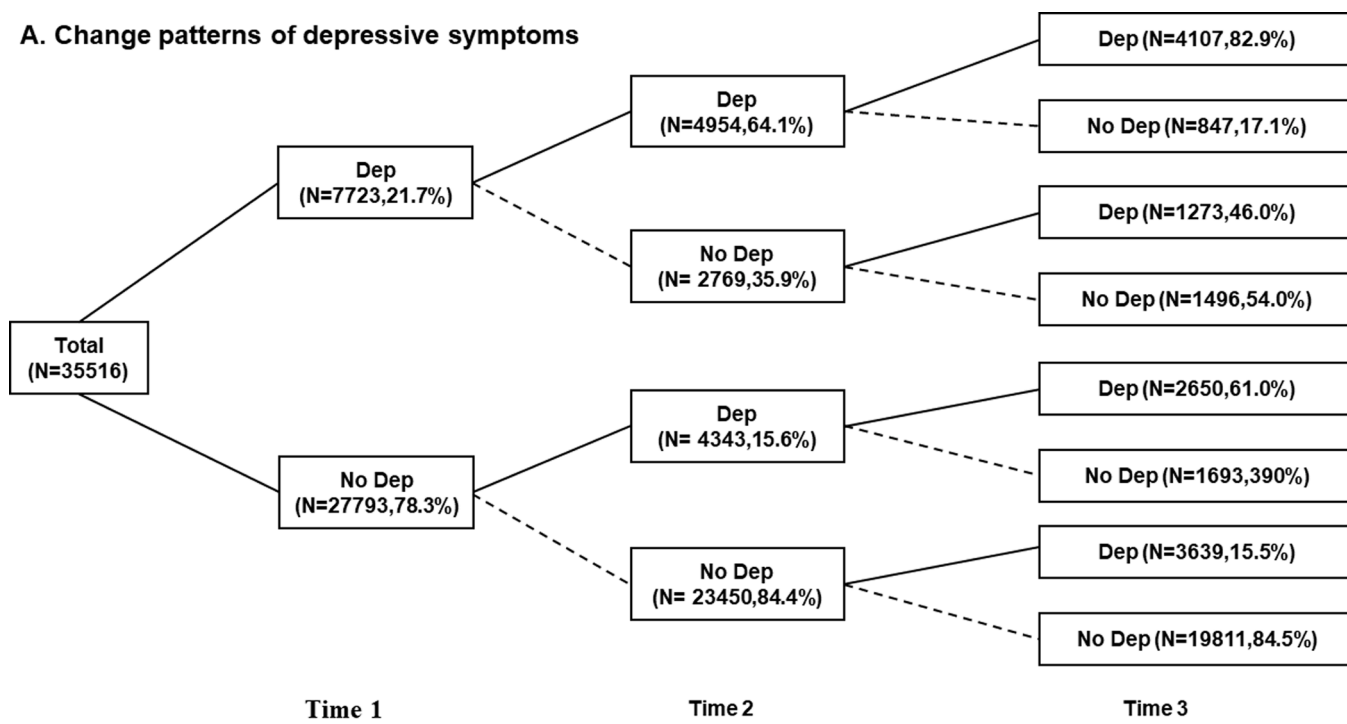 A. Change patterns of depressive symptoms
Total
(N=35516)
Dep
(N=7723,21.7%)
No Dep
(N=27793,78.3%)
Dep
(N=4954,64.1%)
No Dep
(N= 2769,35.9%)
Dep
(N= 4343,15.6%)
No Dep
(N= 23450,84.4%)
Dep (N=4107,82.9%)
No Dep (N=847,17.1%)
Dep (N=1273,46.0%)
No Dep (N=1496,54.0%)
Dep (N=2650,61.0%)
No Dep (N=1693,390%)
Dep (N=3639,15.5%)
No Dep (N=19811,84.5%)
Time 1
Time 2
Time 3